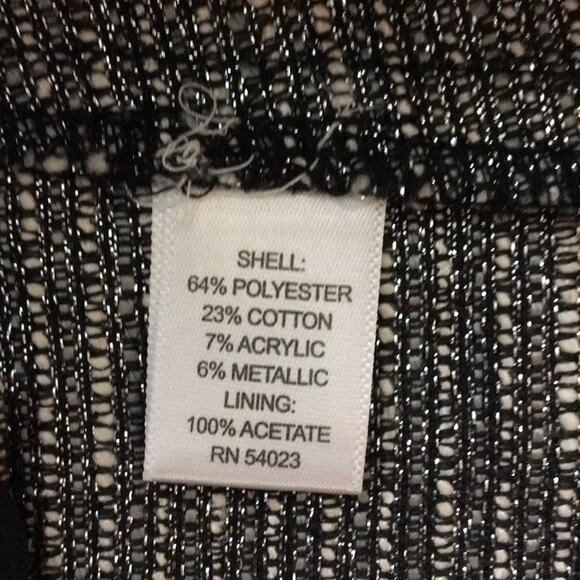 SHELL:
64% POLYESTER
23% COTTON
7% ACRYLIC
6% METALLIC
LINING:
100% ACETATE
RN 54023